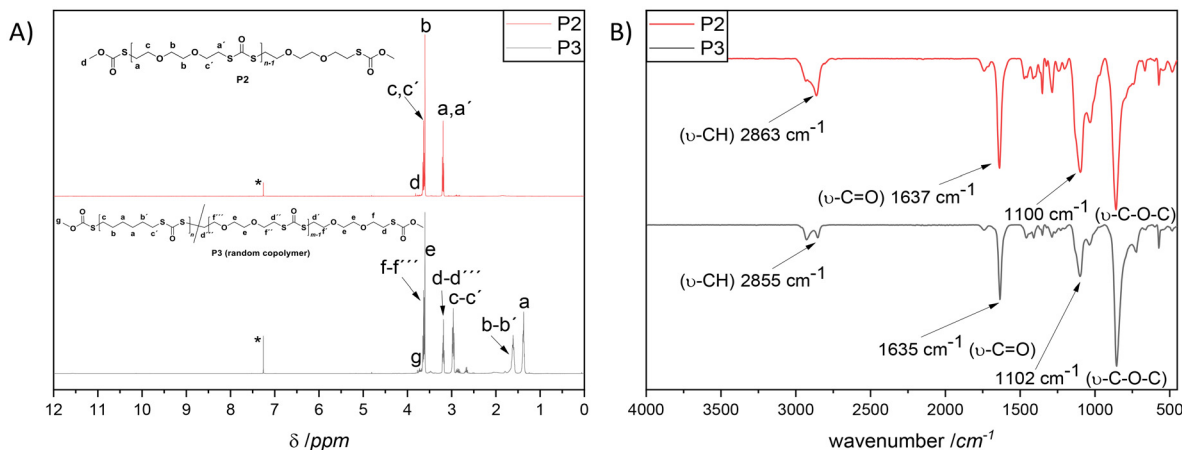 A)
P2
P3
b
c,c´
a,a´
d
*
c
b
a´
O
S
O
O
S
S
n-1
O
O
S
O
d
a
b
c´
P2
f-f´´´
e
d-d´´´
c-c´
b-b´
a
g
*
P3 (random copolymer)
12 11 10 9 8 7 6 5 4 3 2 1 0
δ /ppm
B)
P2
P3
(υ-CH) 2863 cm-1
(υ-C=O) 1637 cm-1
1100 cm-1 (υ-C-O-C)
(υ-CH) 2855 cm-1
1635 cm-1 (υ-C=O)
1102 cm-1 (υ-C-O-C)
4000 3500 3000 2500 2000 1500 1000 500
wavenumber /cm-1